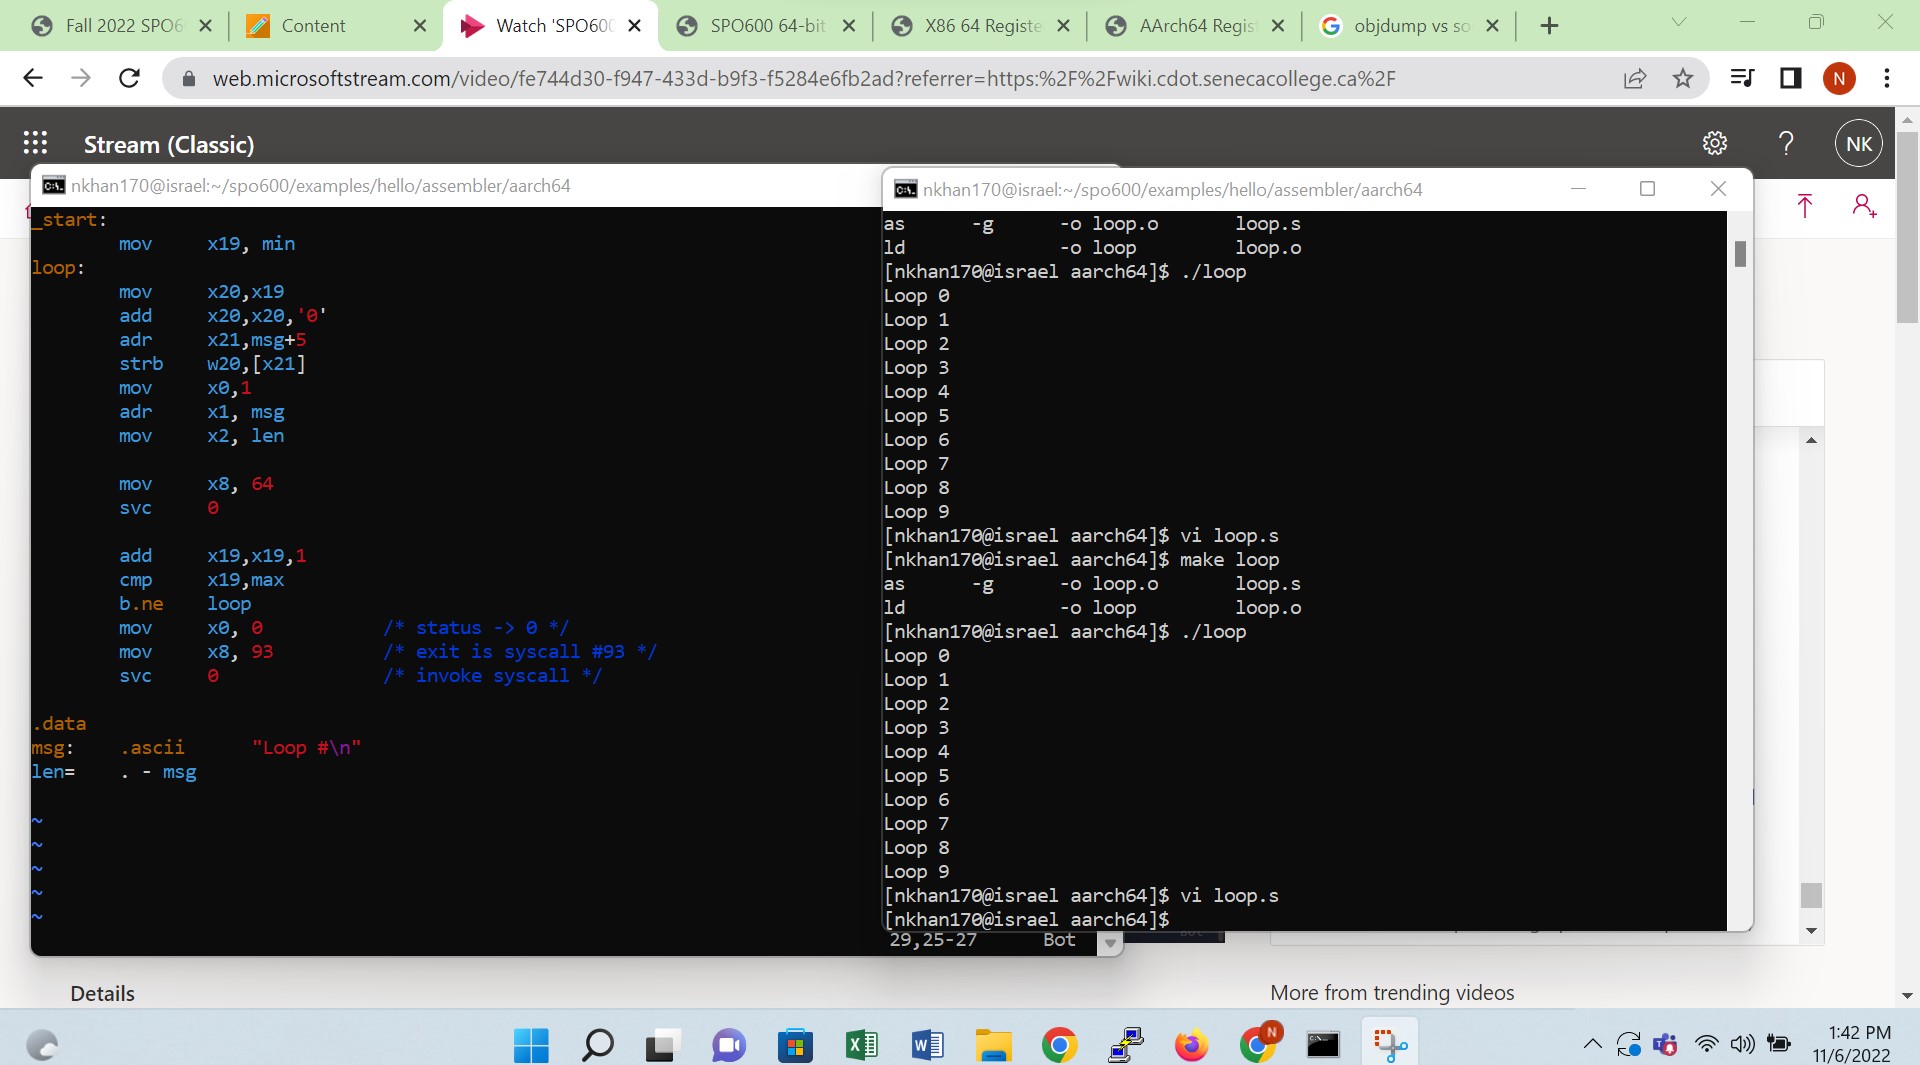 Fall 2022 SPO6
Content
Watch 'SPO600
SPO600 64-bit
X86 64 Registe
AArch64 Regis
objdump vs so
web.microsoftstream.com/video/fe744d30-f947-433d-b9f3-f5284e6fb2ad?referrer=https:%2F%2Fwiki.cdot.senecacollege.ca%2F
N
Stream (Classic)
NK
nkhan170@israel:~/spo600/examples/hello/assembler/aarch64
_start:
mov x19, min
loop:
mov x20,x19
add x20,x20,'0'
adr x21,msg+5
strb w20,[x21]
mov x0,1
adr x1, msg
mov x2, len
mov x8, 64
svc 0
add x19,x19,1
cmp x19,max
b.ne loop
mov x0, 0 /* status -> 0 */
mov x8, 93 /* exit is syscall #93 */
svc 0 /* invoke syscall */
.data
msg: .ascii "Loop #\n"
len= . - msg
~
~
~
~
~
29,25-27 Bot
nkhan170@israel:~/spo600/examples/hello/assembler/aarch64
as -g -o loop.o loop.s
ld -o loop loop.o
[nkhan170@israel aarch64]$ ./loop
Loop 0
Loop 1
Loop 2
Loop 3
Loop 4
Loop 5
Loop 6
Loop 7
Loop 8
Loop 9
[nkhan170@israel aarch64]$ vi loop.s
[nkhan170@israel aarch64]$ make loop
as -g -o loop.o loop.s
ld -o loop loop.o
[nkhan170@israel aarch64]$ ./loop
Loop 0
Loop 1
Loop 2
Loop 3
Loop 4
Loop 5
Loop 6
Loop 7
Loop 8
Loop 9
[nkhan170@israel aarch64]$ vi loop.s
[nkhan170@israel aarch64]$
Details
More from trending videos
N
1:42 PM
11/6/2022